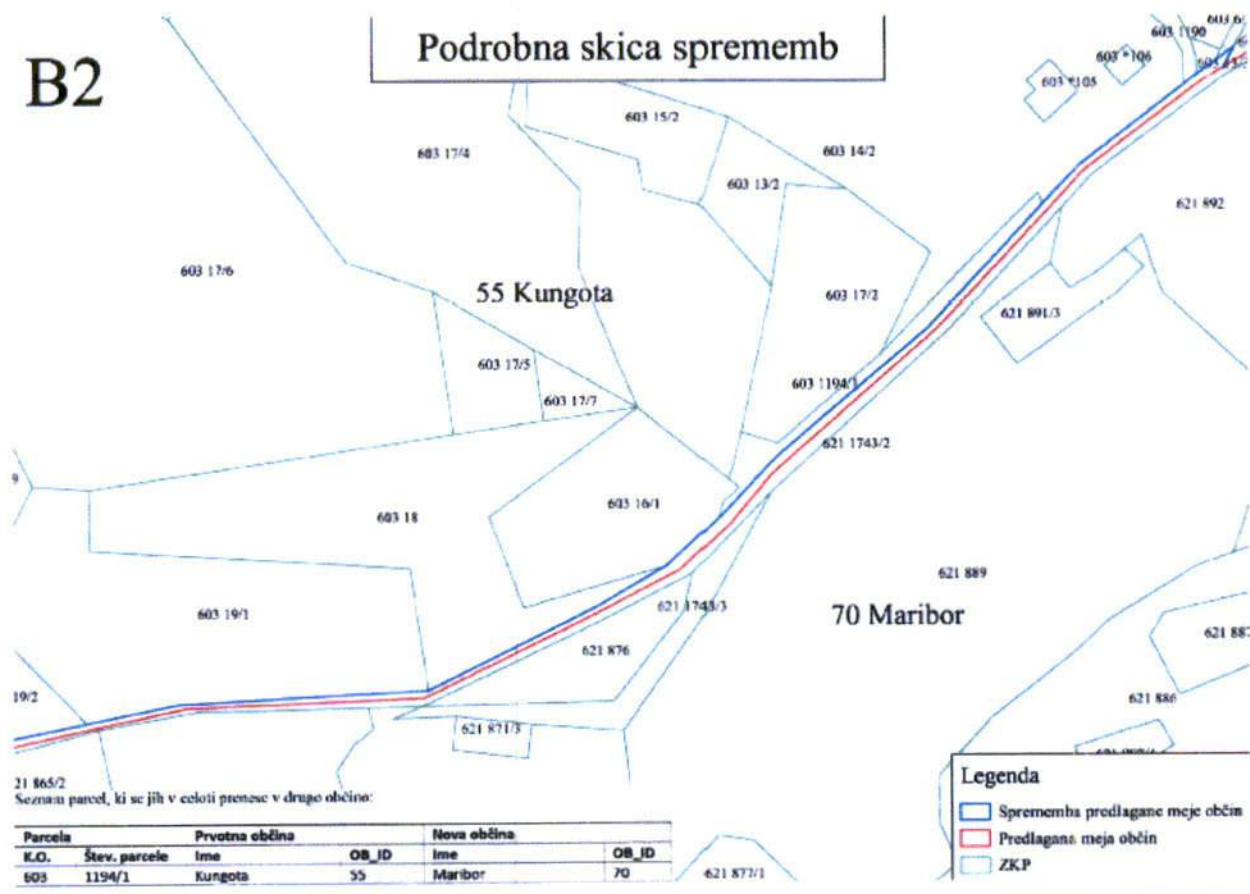 B2
Podrobna skica sprememb
603 1190
603 *106
603 *105
603 15/2
603 17/4
603 14/2
603 13/2
621 892
603 17/6
55 Kungota
603 17/2
621 891/3
603 17/5
603 1194/1
603 17/7
621 1743/2
603 16/1
603 18
621 889
621 1743/3
603 19/1
70 Maribor
621 876
621 886
19/2
621 871/3
21 865/2
Seznam parcel, ki se jih v celoti prenese v drugo občino:
Parcela Prvotna občina Nova občina
K.O. Štev. parcele Ime OB_ID Ime OB_ID
603 1194/1 Kungota 55 Maribor 70
621 877/1
Legenda
Sprememba predlagane meje občin
Predlagana meja občin
ZKP